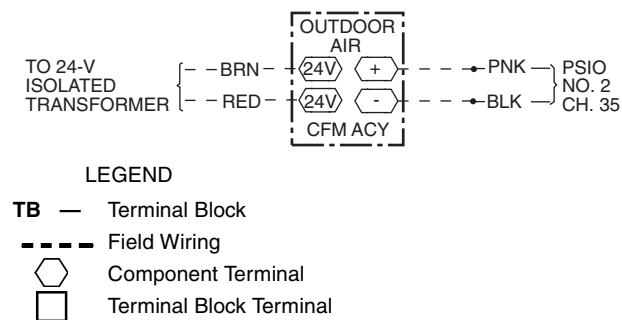 OUTDOOR
AIR
TO 24-V
ISOLATED
TRANSFORMER
BRN 24V + PNK
RED 24V - BLK
PSIO
NO. 2
CH. 35
CFM ACY
LEGEND
TB — Terminal Block
Field Wiring
Component Terminal
Terminal Block Terminal